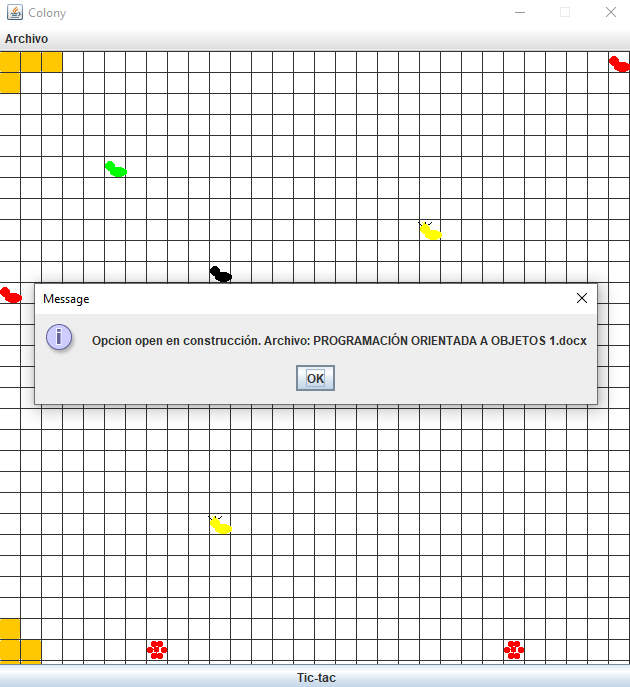 Colony
Archivo
Message
Opcion open en construcción. Archivo: PROGRAMACIÓN ORIENTADA A OBJETOS 1.docx
OK
Tic-tac